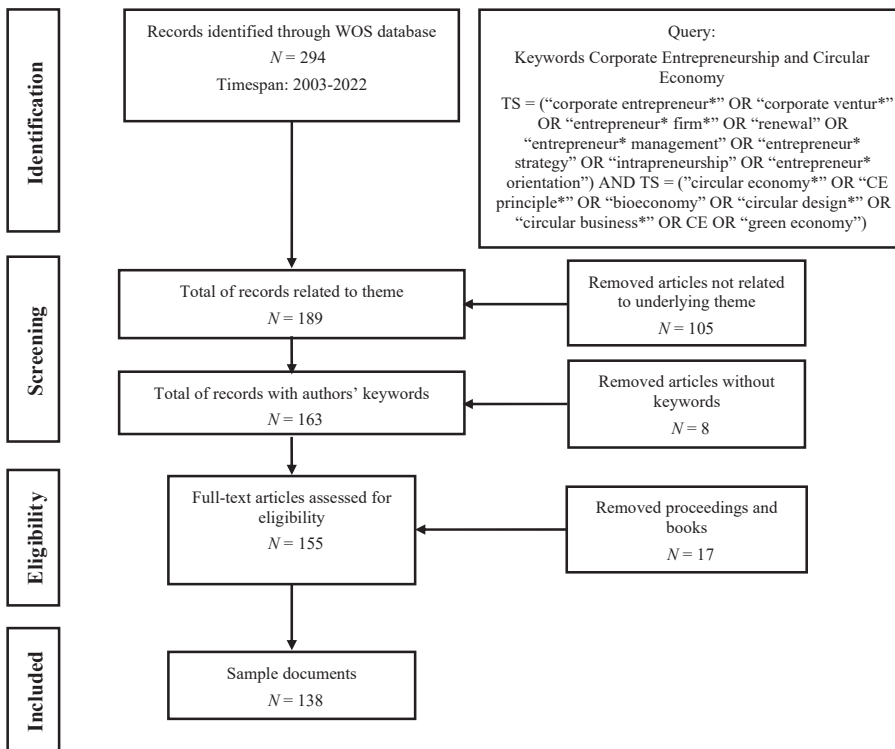 Identification
Records identified through WOS database
N = 294
Timespan: 2003-2022
Query:
Keywords Corporate Entrepreneurship and Circular
Economy
TS = (“corporate entrepreneur*” OR “corporate ventur*”
OR “entrepreneur* firm*” OR “renewal” OR
“entrepreneur* management” OR “entrepreneur*
strategy” OR “intrapreneurship” OR “entrepreneur*
orientation”) AND TS = (”circular economy*” OR “CE
principle*” OR “bioeconomy” OR “circular design*” OR
“circular business*” OR CE OR “green economy”)
Screening
Total of records related to theme
N = 189
Removed articles not related
to underlying theme
N = 105
Total of records with authors’ keywords
N = 163
Removed articles without
keywords
N = 8
Eligibility
Full-text articles assessed for
eligibility
N = 155
Removed proceedings and
books
N = 17
Included
Sample documents
N = 138